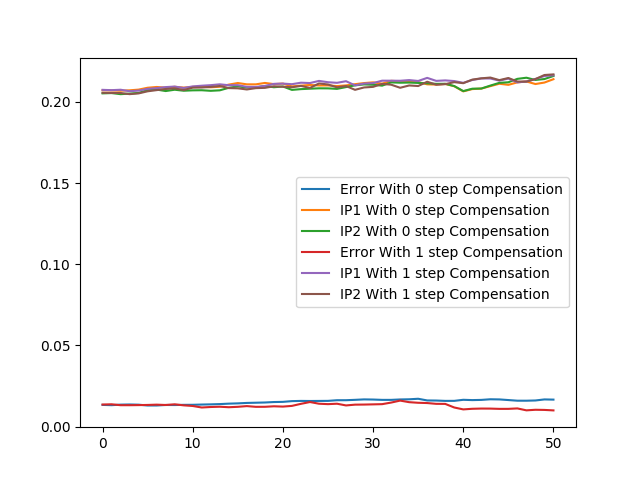 0.20
0.15
0.10
0.05
0.00
0
10
20
30
40
50
Error With 0 step Compensation
IP1 With 0 step Compensation
IP2 With 0 step Compensation
Error With 1 step Compensation
IP1 With 1 step Compensation
IP2 With 1 step Compensation